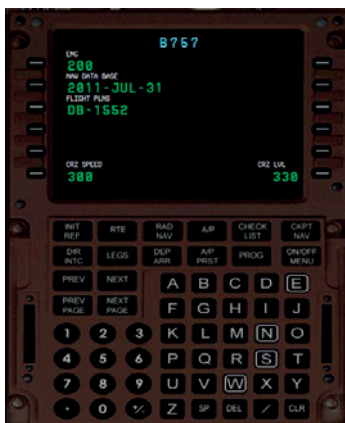 B757
ENG
200
NAV DATA BASE
2011-JUL-31
FLIGHT PLNS
DB-1552
CRZ SPEED CRZ LVL
300 330
INIT REF RTE RAD NAV A/P CHECK LIST CKPT NAV
DIR INTC LEGS DEP ARR A/P PRST PROG ON/OFF MENU
PREV NEXT A B C D E
PREV PAGE NEXT PAGE F G H I J
1 2 3 K L M N O
4 5 6 P Q R S T
7 8 9 U V W X Y
. 0 +/- Z SP DEL / CLR